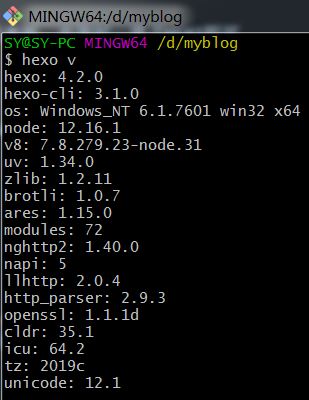 MINGW64:/d/myblog
SY@SY-PC MINGW64 /d/myblog
$ hexo v
hexo: 4.2.0
hexo-cli: 3.1.0
os: Windows_NT 6.1.7601 win32 x64
node: 12.16.1
v8: 7.8.279.23-node.31
uv: 1.34.0
zlib: 1.2.11
brotli: 1.0.7
ares: 1.15.0
modules: 72
nghttp2: 1.40.0
napi: 5
llhttp: 2.0.4
http_parser: 2.9.3
openssl: 1.1.1d
cldr: 35.1
icu: 64.2
tz: 2019c
unicode: 12.1